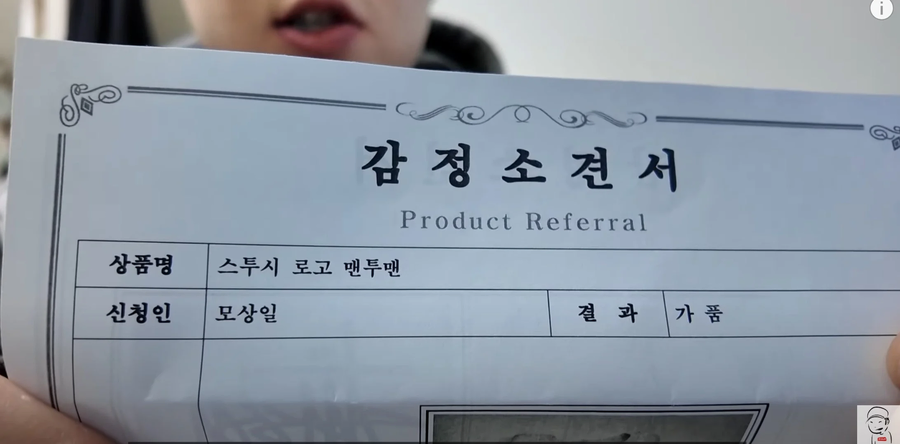 감정소견서
Product Referral
상품명 스투시 로고 맨투맨
신청인 모상일 결과 가품